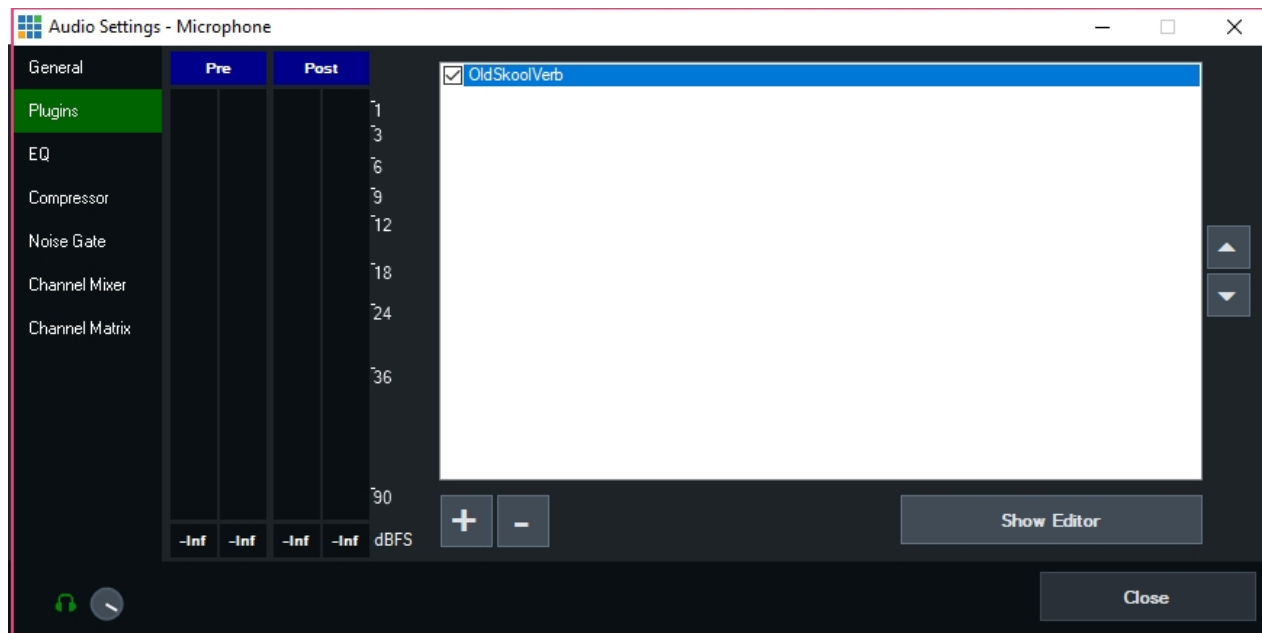 Audio Settings - Microphone
General
Plugins
EQ
Compressor
Noise Gate
Channel Mixer
Channel Matrix
Pre Post
1
3
6
9
12
18
24
36
90
-Inf -Inf -Inf -Inf dBFS
OldSkoolVerb
+ -
Show Editor
Close